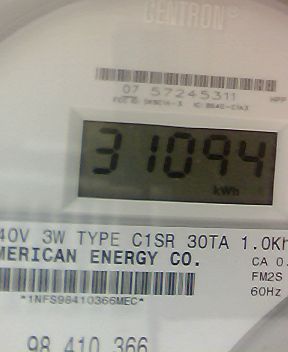 CENTRON®
07 57245311
31094
kWh
40V 3W TYPE C1SR 30TA 1.0Kh
MERICAN ENERGY CO.
CA 0.
FM2S
60Hz
*1NFS98410366MEC*
98 410 366